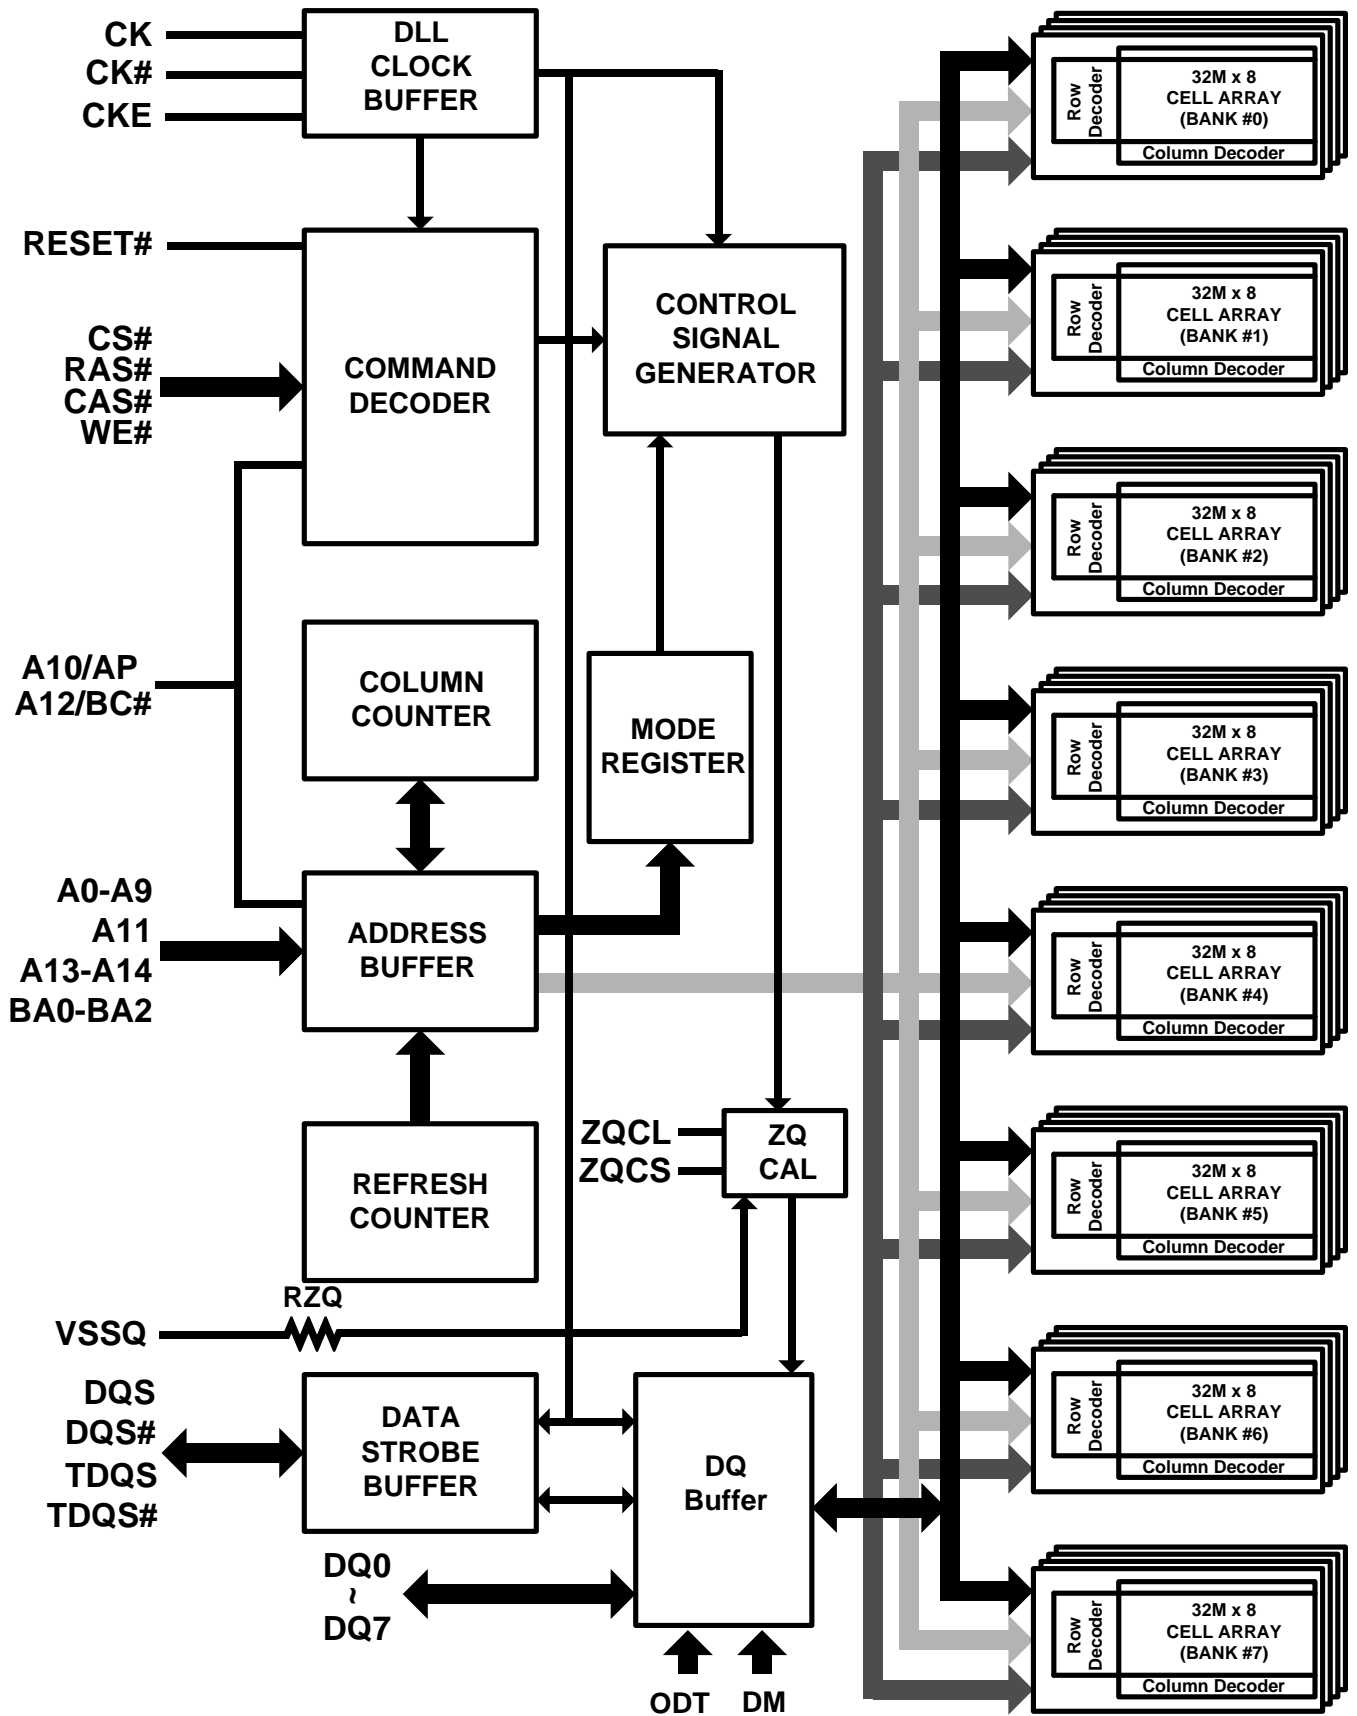 CK
CK#
CKE
DLL
CLOCK
BUFFER
RESET#
CS#
RAS#
CAS#
WE#
COMMAND
DECODER
CONTROL
SIGNAL
GENERATOR
A10/AP
A12/BC#
COLUMN
COUNTER
MODE
REGISTER
A0-A9
A11
A13-A14
BA0-BA2
ADDRESS
BUFFER
REFRESH
COUNTER
ZQCL
ZQCS
ZQ
CAL
RZQ
VSSQ
DQS
DQS#
TDQS
TDQS#
DATA
STROBE
BUFFER
DQ
Buffer
DQ0
~
DQ7
ODT
DM
Row
Decoder
32M x 8
CELL ARRAY
(BANK #0)
Column Decoder
Row
Decoder
32M x 8
CELL ARRAY
(BANK #1)
Column Decoder
Row
Decoder
32M x 8
CELL ARRAY
(BANK #2)
Column Decoder
Row
Decoder
32M x 8
CELL ARRAY
(BANK #3)
Column Decoder
Row
Decoder
32M x 8
CELL ARRAY
(BANK #4)
Column Decoder
Row
Decoder
32M x 8
CELL ARRAY
(BANK #5)
Column Decoder
Row
Decoder
32M x 8
CELL ARRAY
(BANK #6)
Column Decoder
Row
Decoder
32M x 8
CELL ARRAY
(BANK #7)
Column Decoder